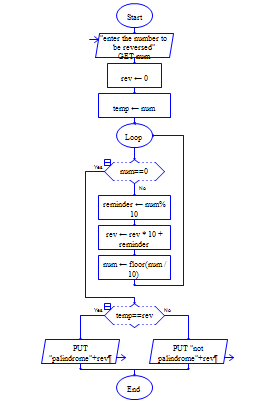 Start
"enter the number to
be reversed"
GET num
rev ← 0
temp ← num
Loop
Yes
num==0
No
reminder ← num%
10
rev ← rev * 10 +
reminder
num ← floor(num /
10)
Yes
temp==rev
No
PUT
"palindrome"+rev¶
PUT "not
palindrome"+rev¶
End